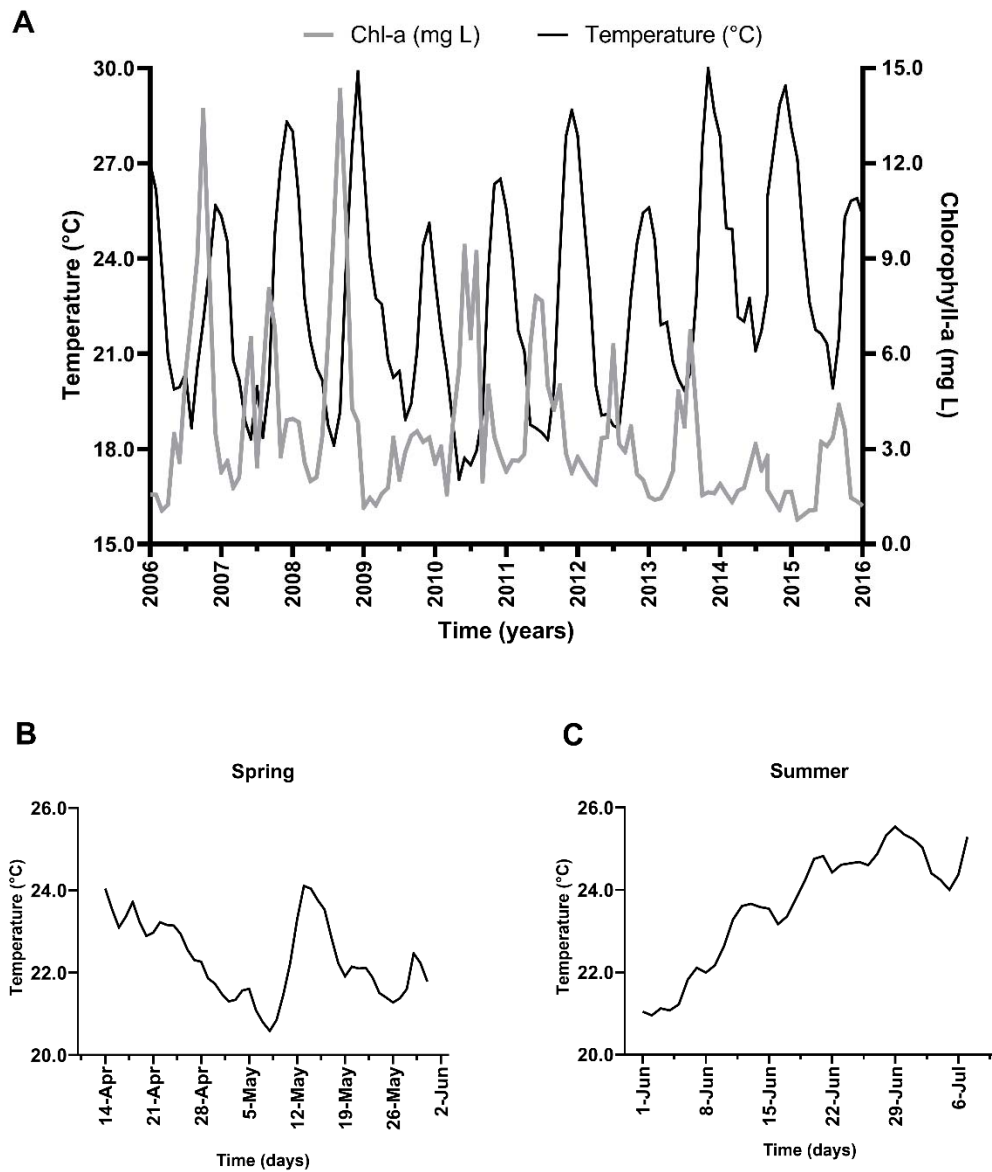 A
Chl-a (mg L) Temperature (°C)
30.0
27.0
24.0
21.0
18.0
15.0
Temperature (°C)
15.0
12.0
9.0
6.0
3.0
0.0
Chlorophyll-a (mg L)
2006 2007 2008 2009 2010 2011 2012 2013 2014 2015 2016
Time (years)
B
Spring
26.0
24.0
22.0
20.0
Temperature (°C)
14-Apr 21-Apr 28-Apr 5-May 12-May 19-May 26-May 2-Jun
Time (days)
C
Summer
26.0
24.0
22.0
20.0
Temperature (°C)
1-Jun 8-Jun 15-Jun 22-Jun 29-Jun 6-Jul
Time (days)